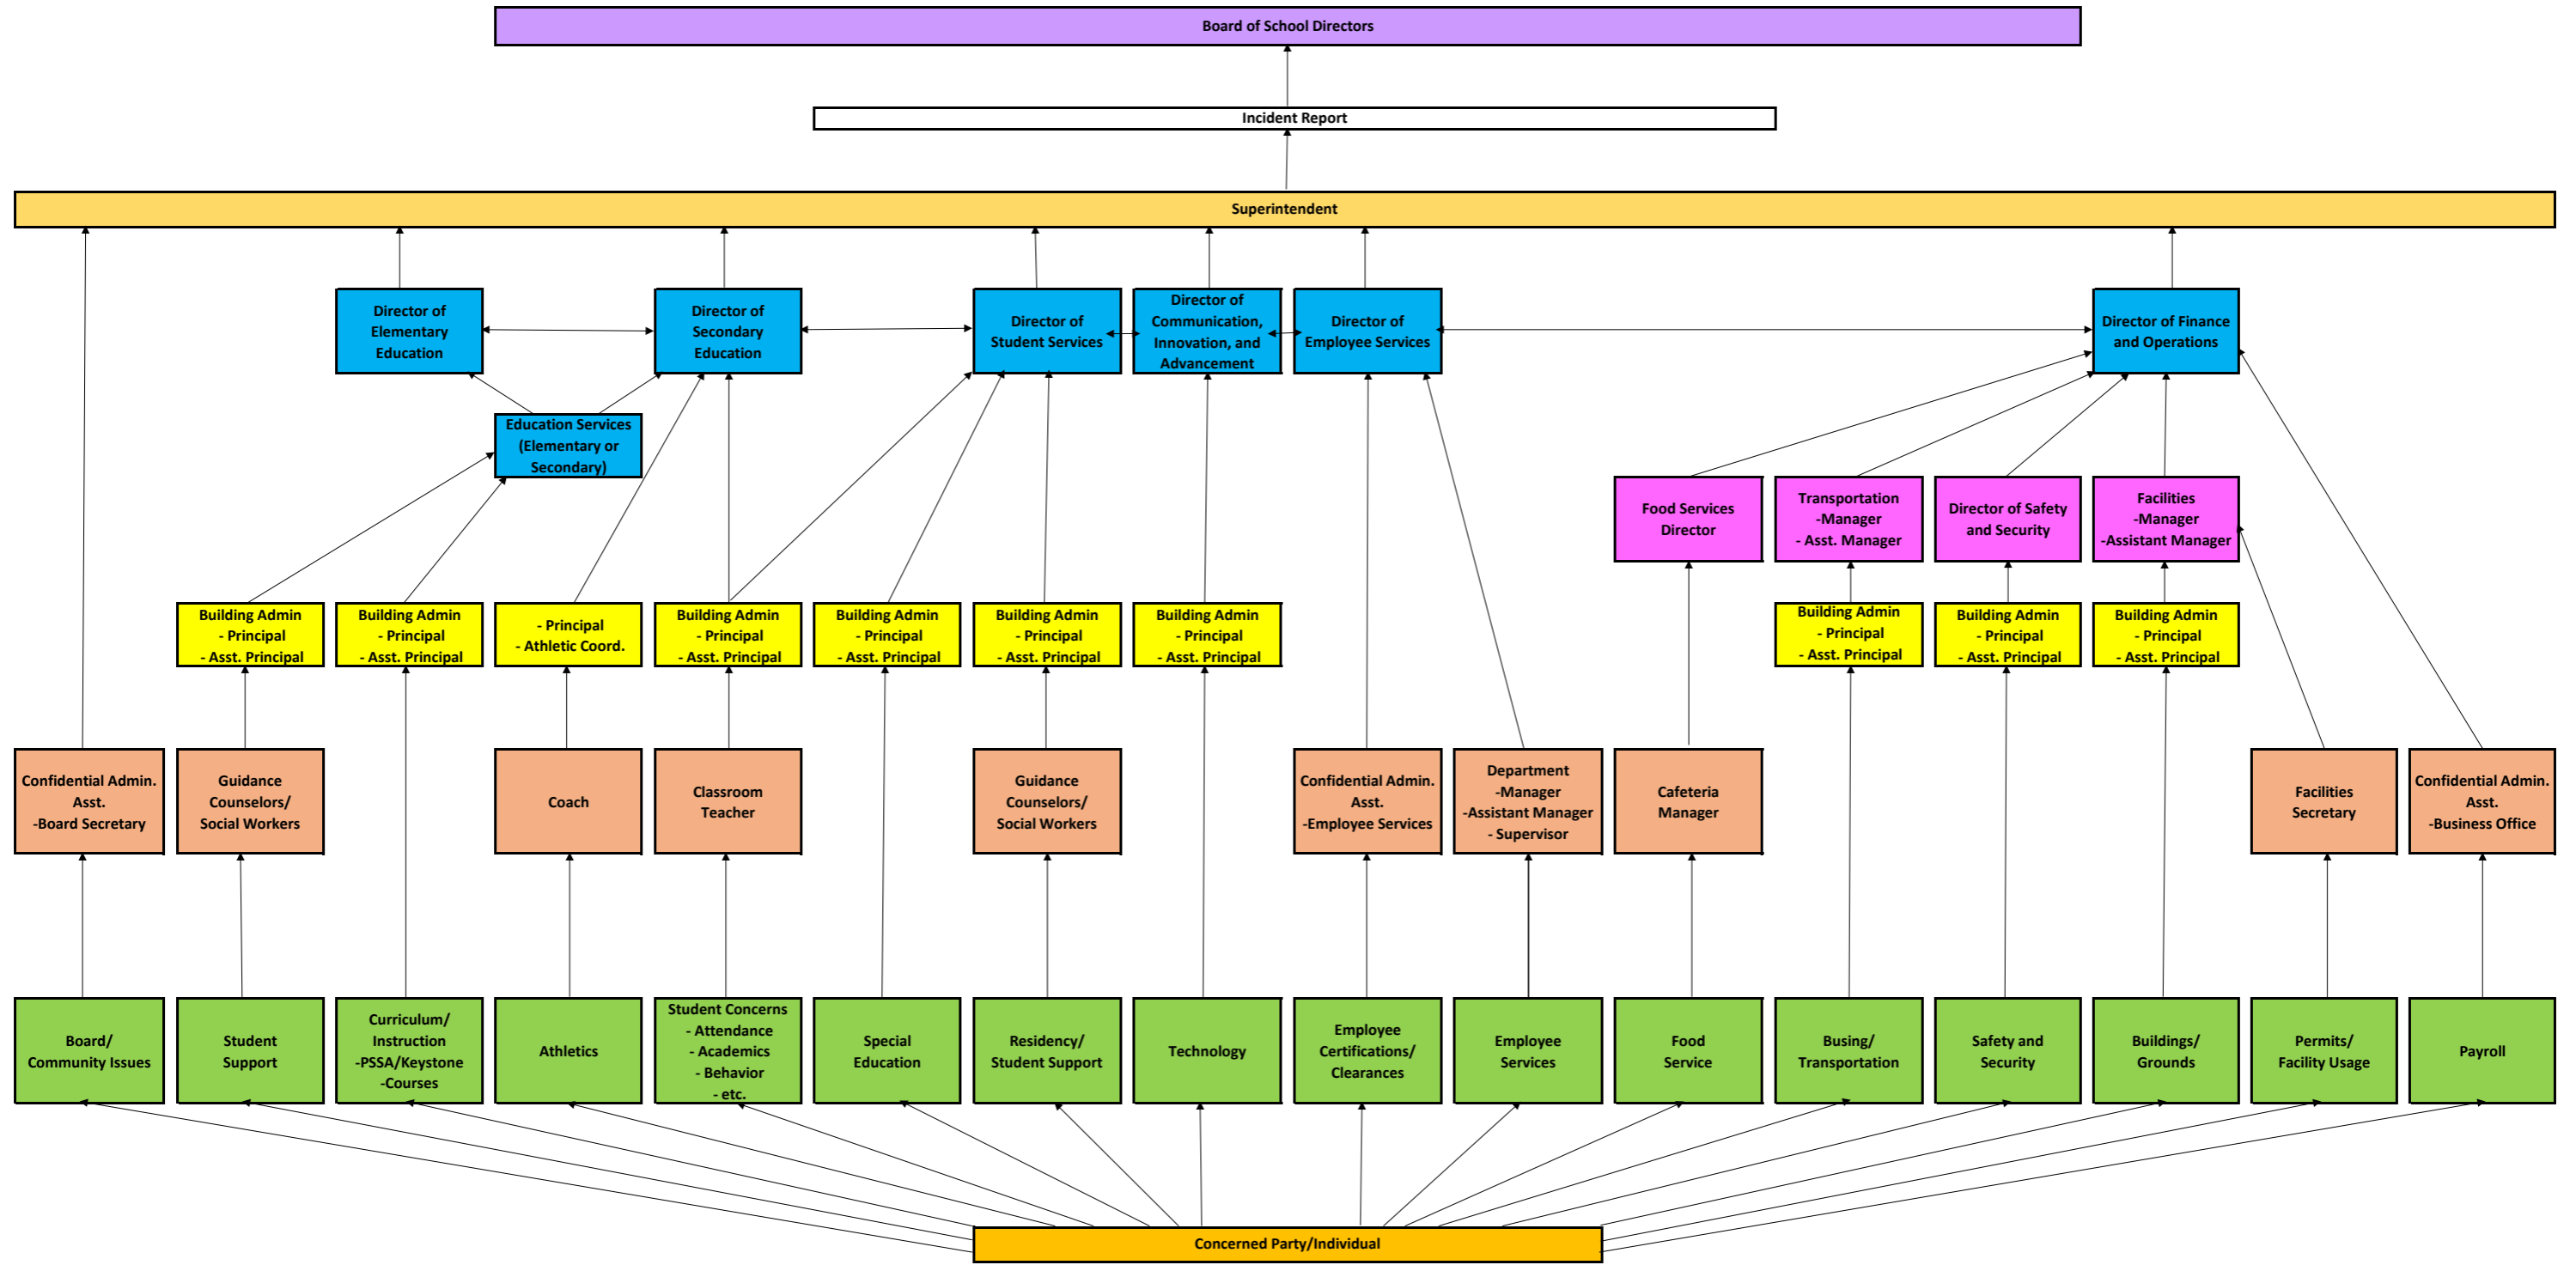 Board of School Directors
Incident Report
Superintendent
Director of
Elementary
Education
Director of
Secondary
Education
Director of
Student Services
Director of
Communication,
Innovation, and
Advancement
Director of
Employee Services
Director of Finance
and Operations
Education Services
(Elementary or
Secondary)
Food Services
Director
Transportation
-Manager
- Asst. Manager
Director of Safety
and Security
Facilities
-Manager
-Assistant Manager
Building Admin
- Principal
- Asst. Principal
Building Admin
- Principal
- Asst. Principal
- Principal
- Athletic Coord.
Building Admin
- Principal
- Asst. Principal
Building Admin
- Principal
- Asst. Principal
Building Admin
- Principal
- Asst. Principal
Building Admin
- Principal
- Asst. Principal
Building Admin
- Principal
- Asst. Principal
Building Admin
- Principal
- Asst. Principal
Building Admin
- Principal
- Asst. Principal
Confidential Admin.
Asst.
-Board Secretary
Guidance
Counselors/
Social Workers
Coach
Classroom
Teacher
Guidance
Counselors/
Social Workers
Confidential Admin.
Asst.
-Employee Services
Department
-Manager
-Assistant Manager
- Supervisor
Cafeteria
Manager
Facilities
Secretary
Confidential Admin.
Asst.
-Business Office
Board/
Community Issues
Student
Support
Curriculum/
Instruction
-PSSA/Keystone
-Courses
Athletics
Student Concerns
- Attendance
- Academics
- Behavior
- etc.
Special
Education
Residency/
Student Support
Technology
Employee
Certifications/
Clearances
Employee
Services
Food
Service
Busing/
Transportation
Safety and
Security
Buildings/
Grounds
Permits/
Facility Usage
Payroll
Concerned Party/Individual